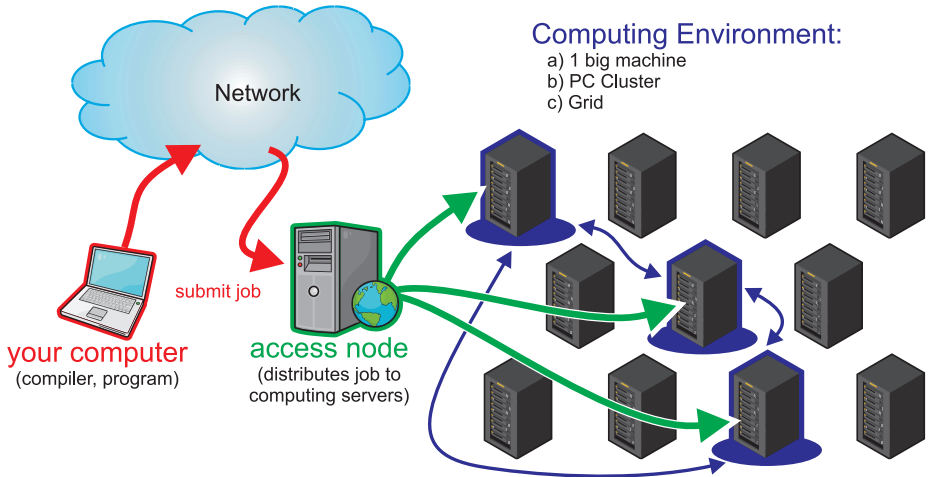 Network
Computing Environment:
a) 1 big machine
b) PC Cluster
c) Grid
submit job
your computer
(compiler, program)
access node
(distributes job to
computing servers)